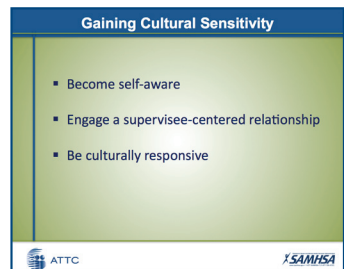 Gaining Cultural Sensitivity
▪ Become self-aware
▪ Engage a supervisee-centered relationship
▪ Be culturally responsive
ATTC
SAMHSA